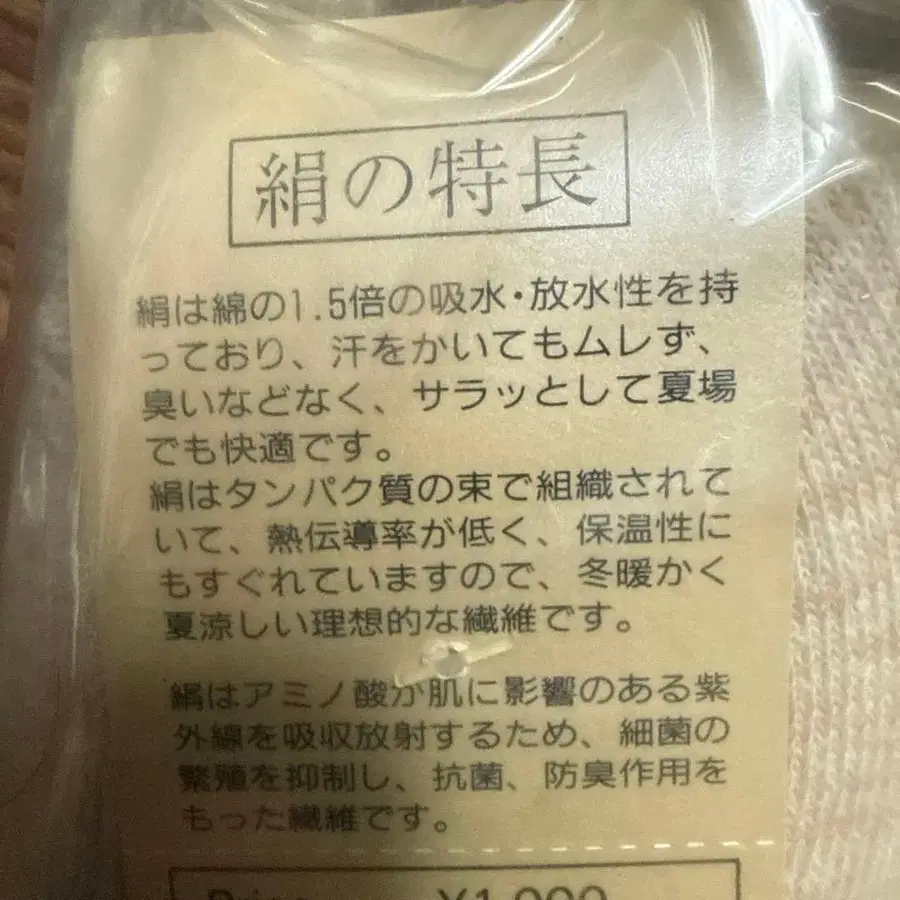 絹の特長
絹は綿の1.5倍の吸水・放水性を持
っており、汗をかいてもムレず、
臭いなどなく、サラッとして夏場
でも快適です。
絹はタンパク質の束で組織されて
いて、熱伝導率が低く、保温性に
もすぐれていますので、冬暖かく
夏涼しい理想的な繊維です。
絹はアミノ酸が肌に影響のある紫
外線を吸収放射するため、細菌の
繁殖を抑制し、抗菌、防臭作用を
もった繊維です。